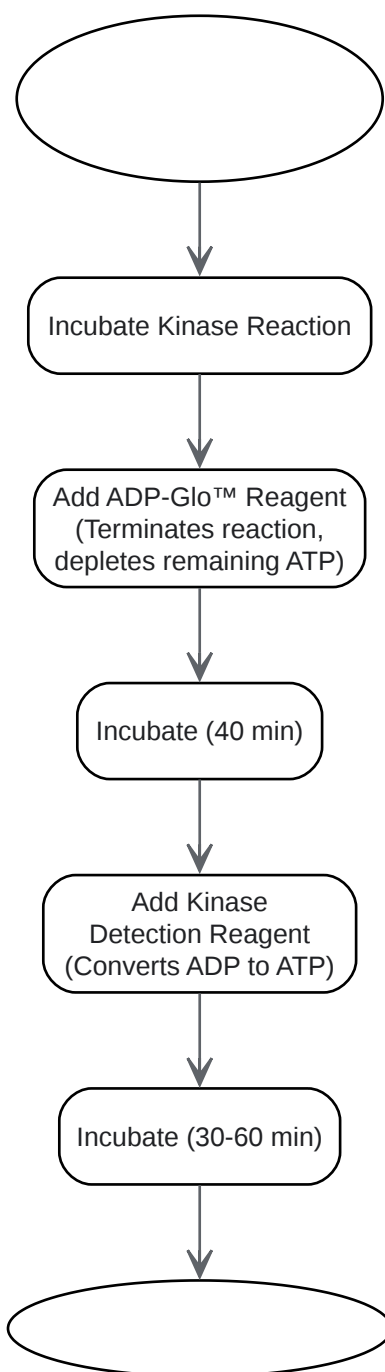 Incubate Kinase Reaction
Add ADP-Glo™ Reagent
(Terminates reaction,
depletes remaining ATP)
Incubate (40 min)
Add Kinase
Detection Reagent
(Converts ADP to ATP)
Incubate (30-60 min)